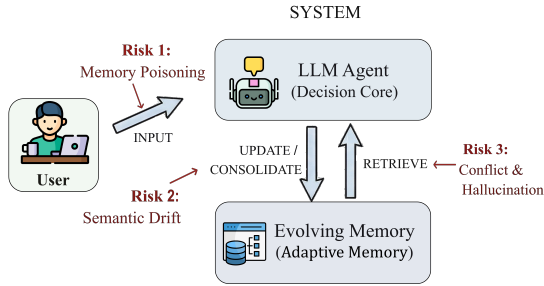 SYSTEM
Risk 1:
Memory Poisoning
LLM Agent
(Decision Core)
INPUT
User
UPDATE /
CONSOLIDATE
RETRIEVE
Risk 2:
Semantic Drift
Risk 3:
Conflict &
Hallucination
Evolving Memory
(Adaptive Memory)